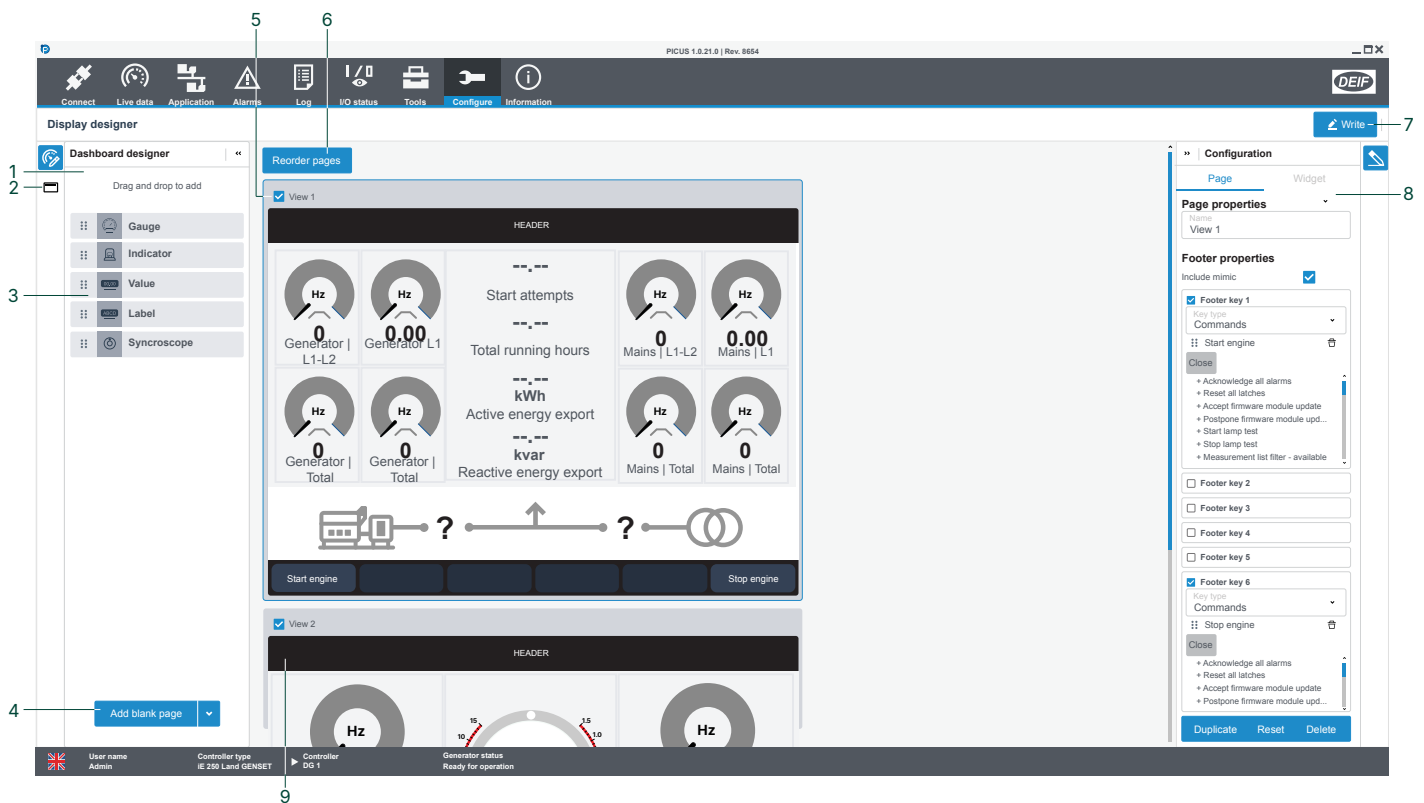 5 6
PICUS 1.0.21.0 | Rev. 8654
Connect Live data Application Alarms Log I/O status Tools Configure Information
DEIF
Display designer
Write
7
Dashboard designer
1
2
Drag and drop to add
Gauge
Indicator
3
Value
Label
Syncroscope
4
Add blank page
Reorder pages
View 1
HEADER
Hz
0
Generator |
L1-L2
Hz
0.00
Generator L1
--.--
Start attempts
--.--
Total running hours
Hz
0
Mains | L1-L2
Hz
0.00
Mains | L1
Hz
0
Generator |
Total
Hz
0
Generator |
Total
--.--
kWh
Active energy export
--.--
kvar
Reactive energy export
Hz
0
Mains | Total
Hz
0
Mains | Total
? ?
Start engine Stop engine
View 2
HEADER
Hz
15
10
1.5
1.0
Hz
Configuration
Page Widget
8
Page properties
Name
View 1
Footer properties
Include mimic
Footer key 1
Key type
Commands
Start engine
Close
+ Acknowledge all alarms
+ Reset all latches
+ Accept firmware module update
+ Postpone firmware module upd...
+ Start lamp test
+ Stop lamp test
+ Measurement list filter - available
Footer key 2
Footer key 3
Footer key 4
Footer key 5
Footer key 6
Key type
Commands
Stop engine
Close
+ Acknowledge all alarms
+ Reset all latches
+ Accept firmware module update
+ Postpone firmware module upd...
Duplicate Reset Delete
User name
Admin
Controller type
iE 250 Land GENSET
Controller
DG 1
Generator status
Ready for operation
9